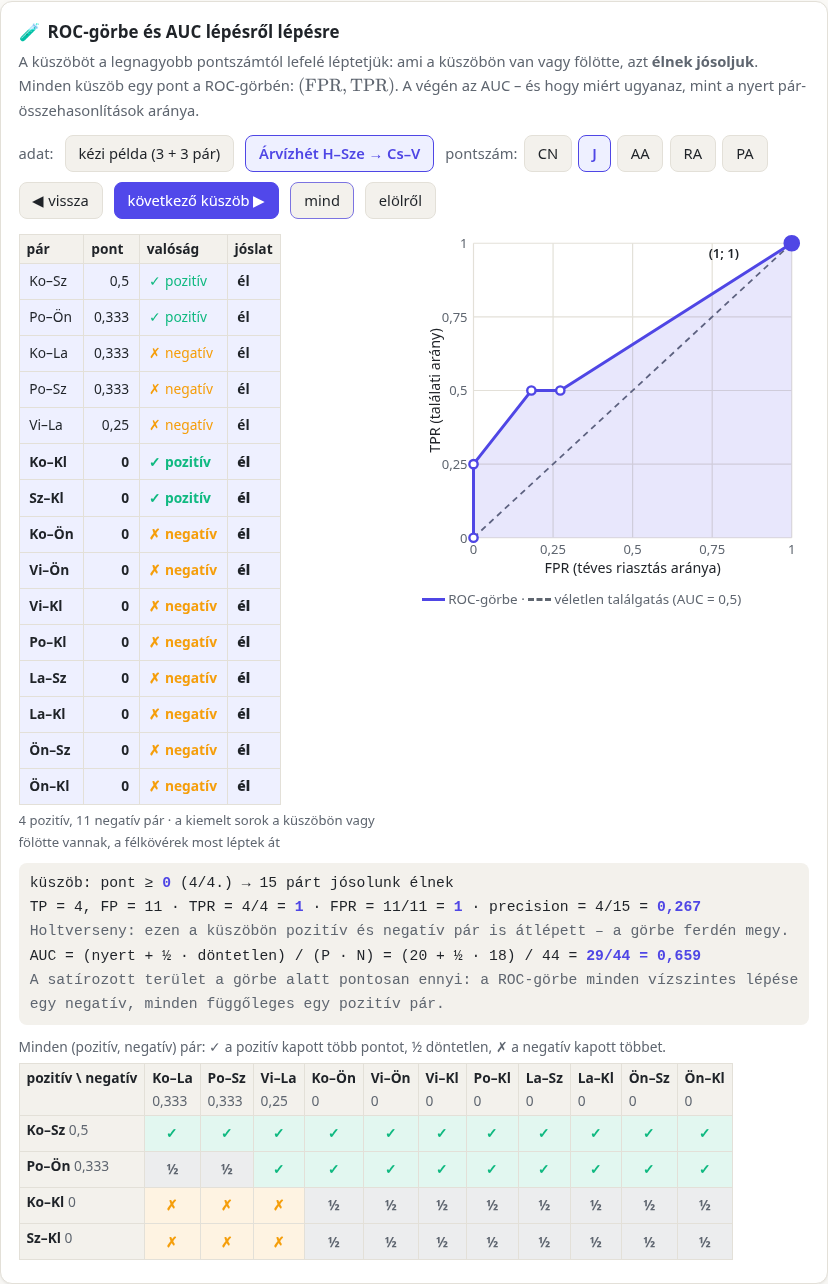 🧪 ROC-görbe és AUC lépésről lépésre
A küszöböt a legnagyobb pontszámtól lefelé léptetjük: ami a küszöbön van vagy fölötte, azt élnek jósoljuk.
Minden küszöb egy pont a ROC-görbén: (FPR, TPR). A végén az AUC – és hogy miért ugyanaz, mint a nyert pár-
összehasonlítások aránya.
adat: kézi példa (3 + 3 pár) Árvízhét H–Sze → Cs–V pontszám: CN J AA RA PA
◀ vissza következő küszöb ▶ mind elölről
pár pont valóság jóslat
Ko–Sz 0,5 ✓ pozitív él
Po–Ön 0,333 ✓ pozitív él
Ko–La 0,333 ✗ negatív él
Po–Sz 0,333 ✗ negatív él
Vi–La 0,25 ✗ negatív él
Ko–Kl 0 ✓ pozitív él
Sz–Kl 0 ✓ pozitív él
Ko–Ön 0 ✗ negatív él
Vi–Ön 0 ✗ negatív él
Vi–Kl 0 ✗ negatív él
Po–Kl 0 ✗ negatív él
La–Sz 0 ✗ negatív él
La–Kl 0 ✗ negatív él
Ön–Sz 0 ✗ negatív él
Ön–Kl 0 ✗ negatív él
4 pozitív, 11 negatív pár · a kiemelt sorok a küszöbön vagy
fölötte vannak, a félkövérek most léptek át
TPR (találati arány)
1
0,75
0,5
0,25
0
(1; 1)
0 0,25 0,5 0,75 1
FPR (téves riasztás aránya)
ROC-görbe · véletlen találgatás (AUC = 0,5)
küszöb: pont ≥ 0 (4/4.) → 15 párt jósolunk élnek
TP = 4, FP = 11 · TPR = 4/4 = 1 · FPR = 11/11 = 1 · precision = 4/15 = 0,267
Holtverseny: ezen a küszöbön pozitív és negatív pár is átlépett – a görbe ferdén megy.
AUC = (nyert + ½ · döntetlen) / (P · N) = (20 + ½ · 18) / 44 = 29/44 = 0,659
A satírozott terület a görbe alatt pontosan ennyi: a ROC-görbe minden vízszintes lépése
egy negatív, minden függőleges egy pozitív pár.
Minden (pozitív, negatív) pár: ✓ a pozitív kapott több pontot, ½ döntetlen, ✗ a negatív kapott többet.
pozitív \ negatív Ko–La Po–Sz Vi–La Ko–Ön Vi–Ön Vi–Kl Po–Kl La–Sz La–Kl Ön–Sz Ön–Kl
0,333 0,333 0,25 0 0 0 0 0 0 0 0
Ko–Sz 0,5 ✓ ✓ ✓ ✓ ✓ ✓ ✓ ✓ ✓ ✓ ✓
Po–Ön 0,333 ½ ½ ✓ ✓ ✓ ✓ ✓ ✓ ✓ ✓ ✓
Ko–Kl 0 ✗ ✗ ✗ ½ ½ ½ ½ ½ ½ ½ ½
Sz–Kl 0 ✗ ✗ ✗ ½ ½ ½ ½ ½ ½ ½ ½